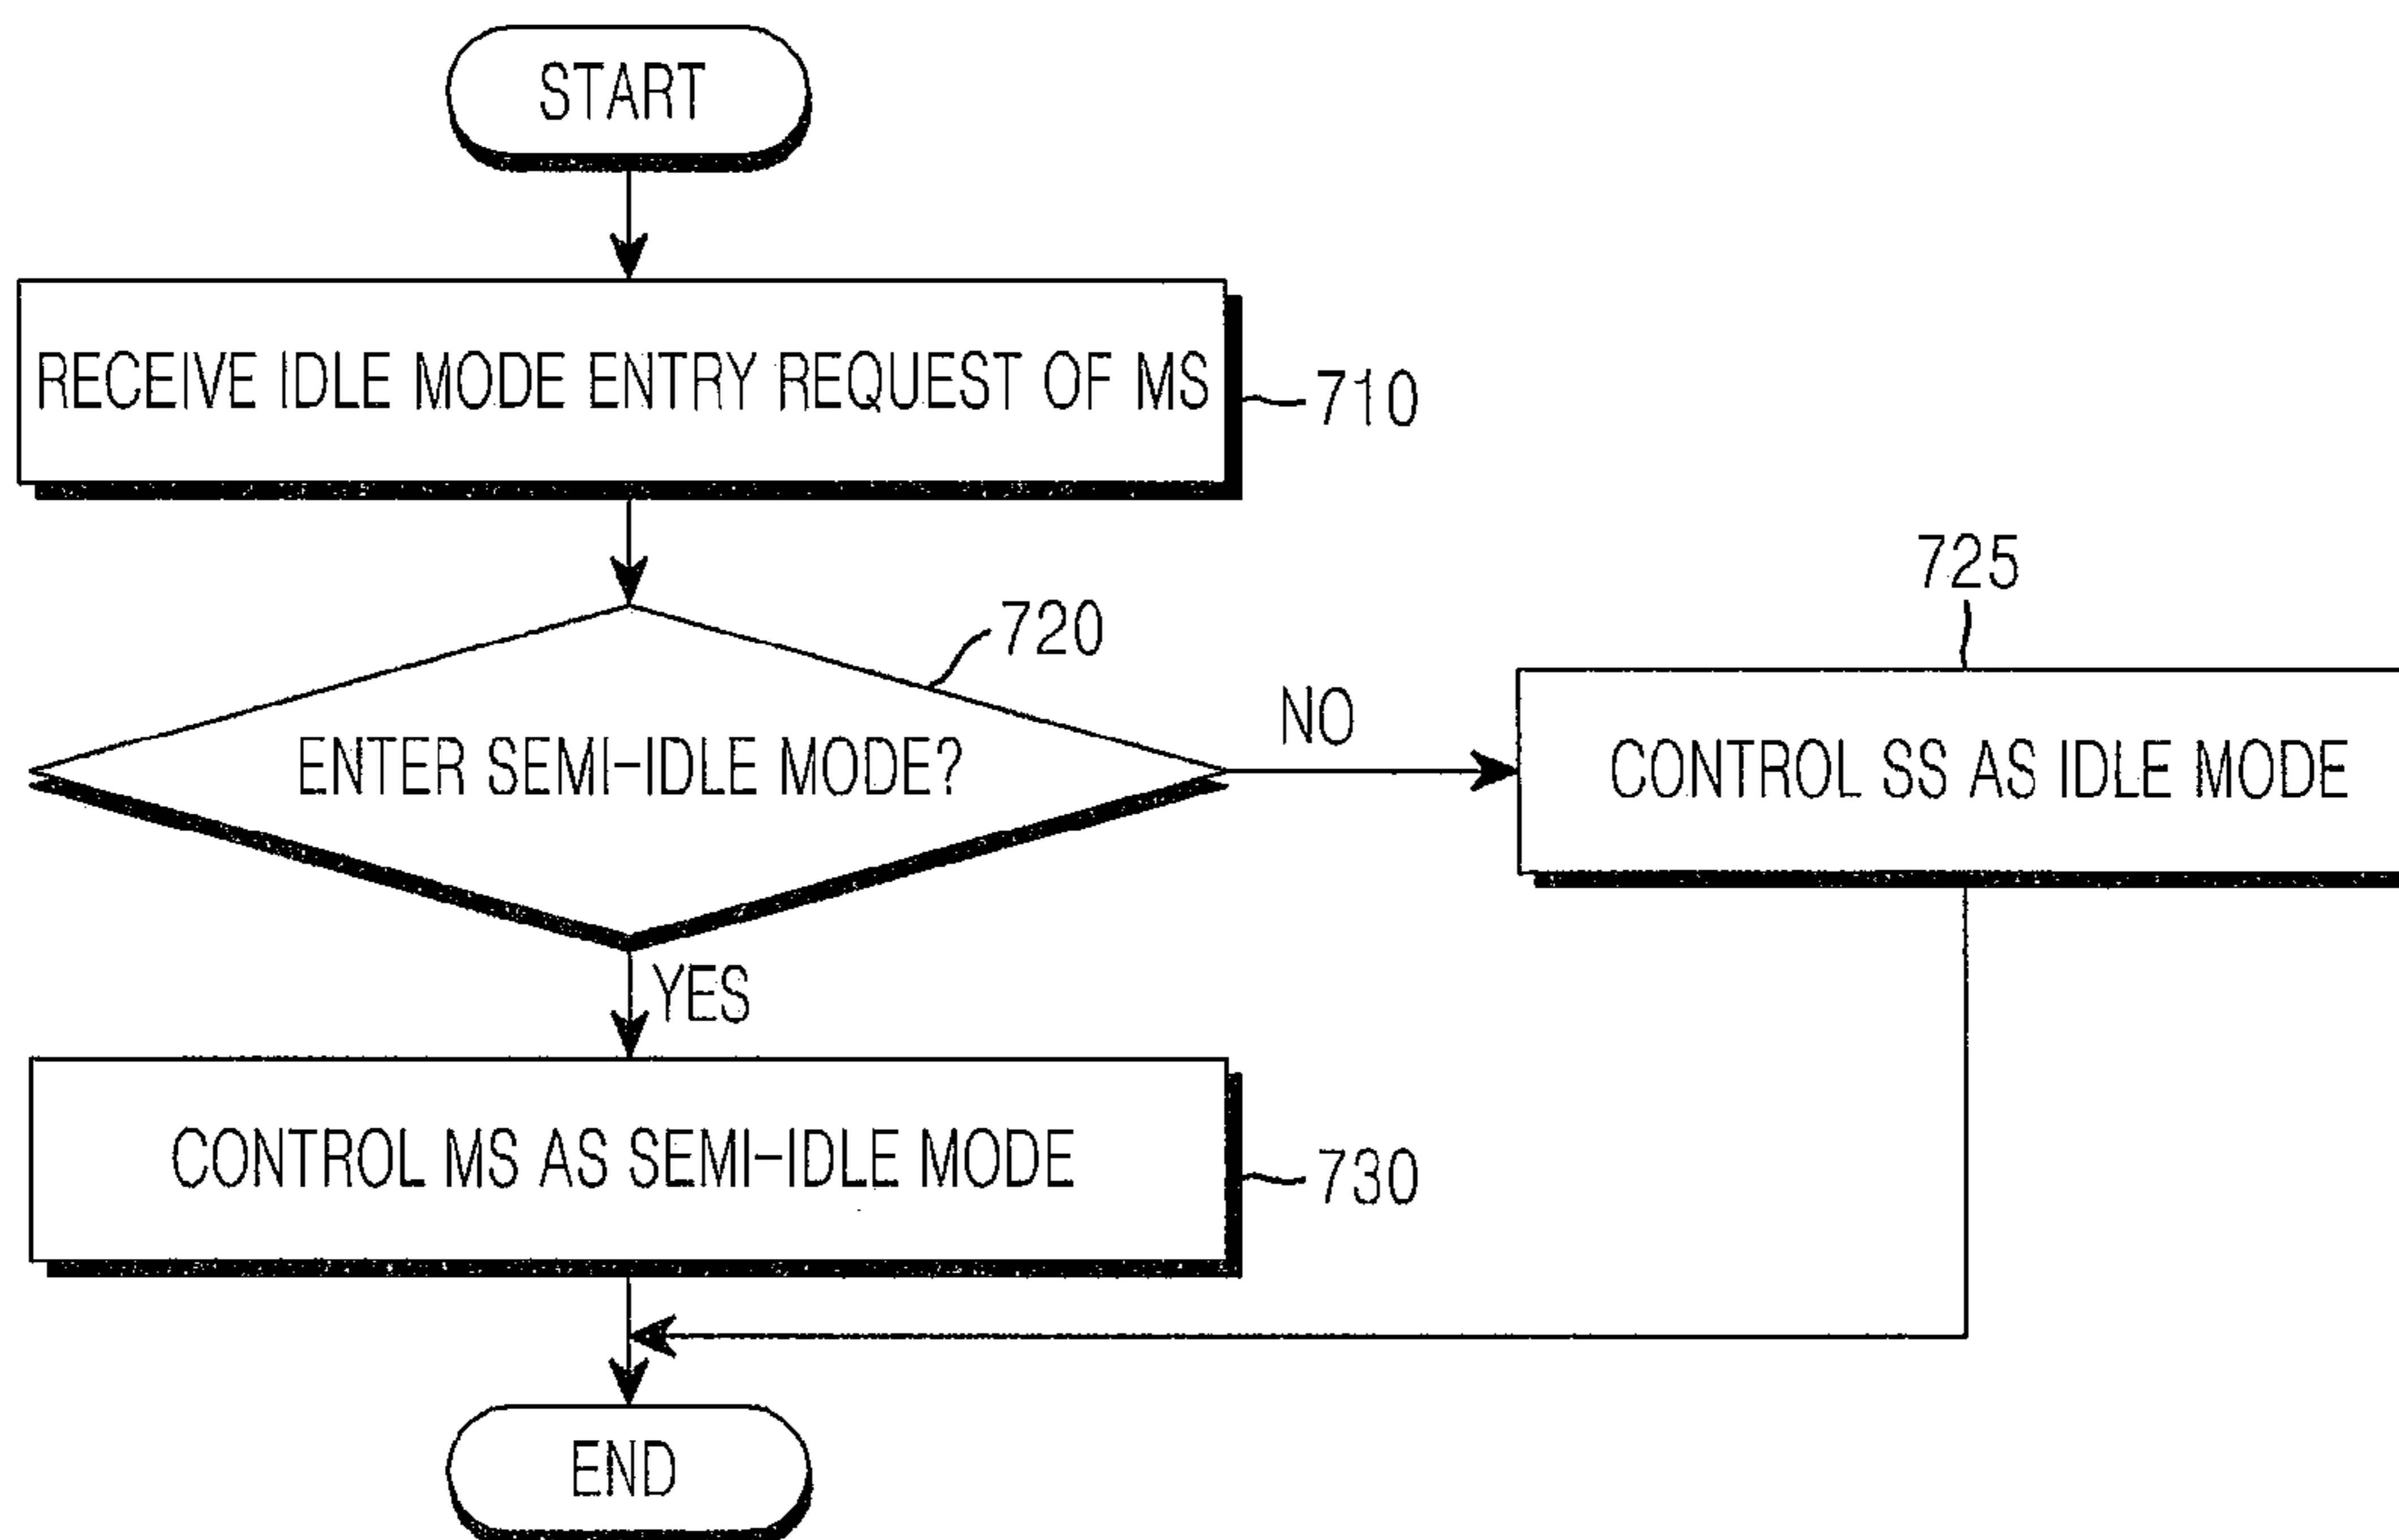 START
RECEIVE IDLE MODE ENTRY REQUEST OF MS
710
720
ENTER SEMI-IDLE MODE?
NO
725
CONTROL SS AS IDLE MODE
YES
CONTROL MS AS SEMI-IDLE MODE
730
END